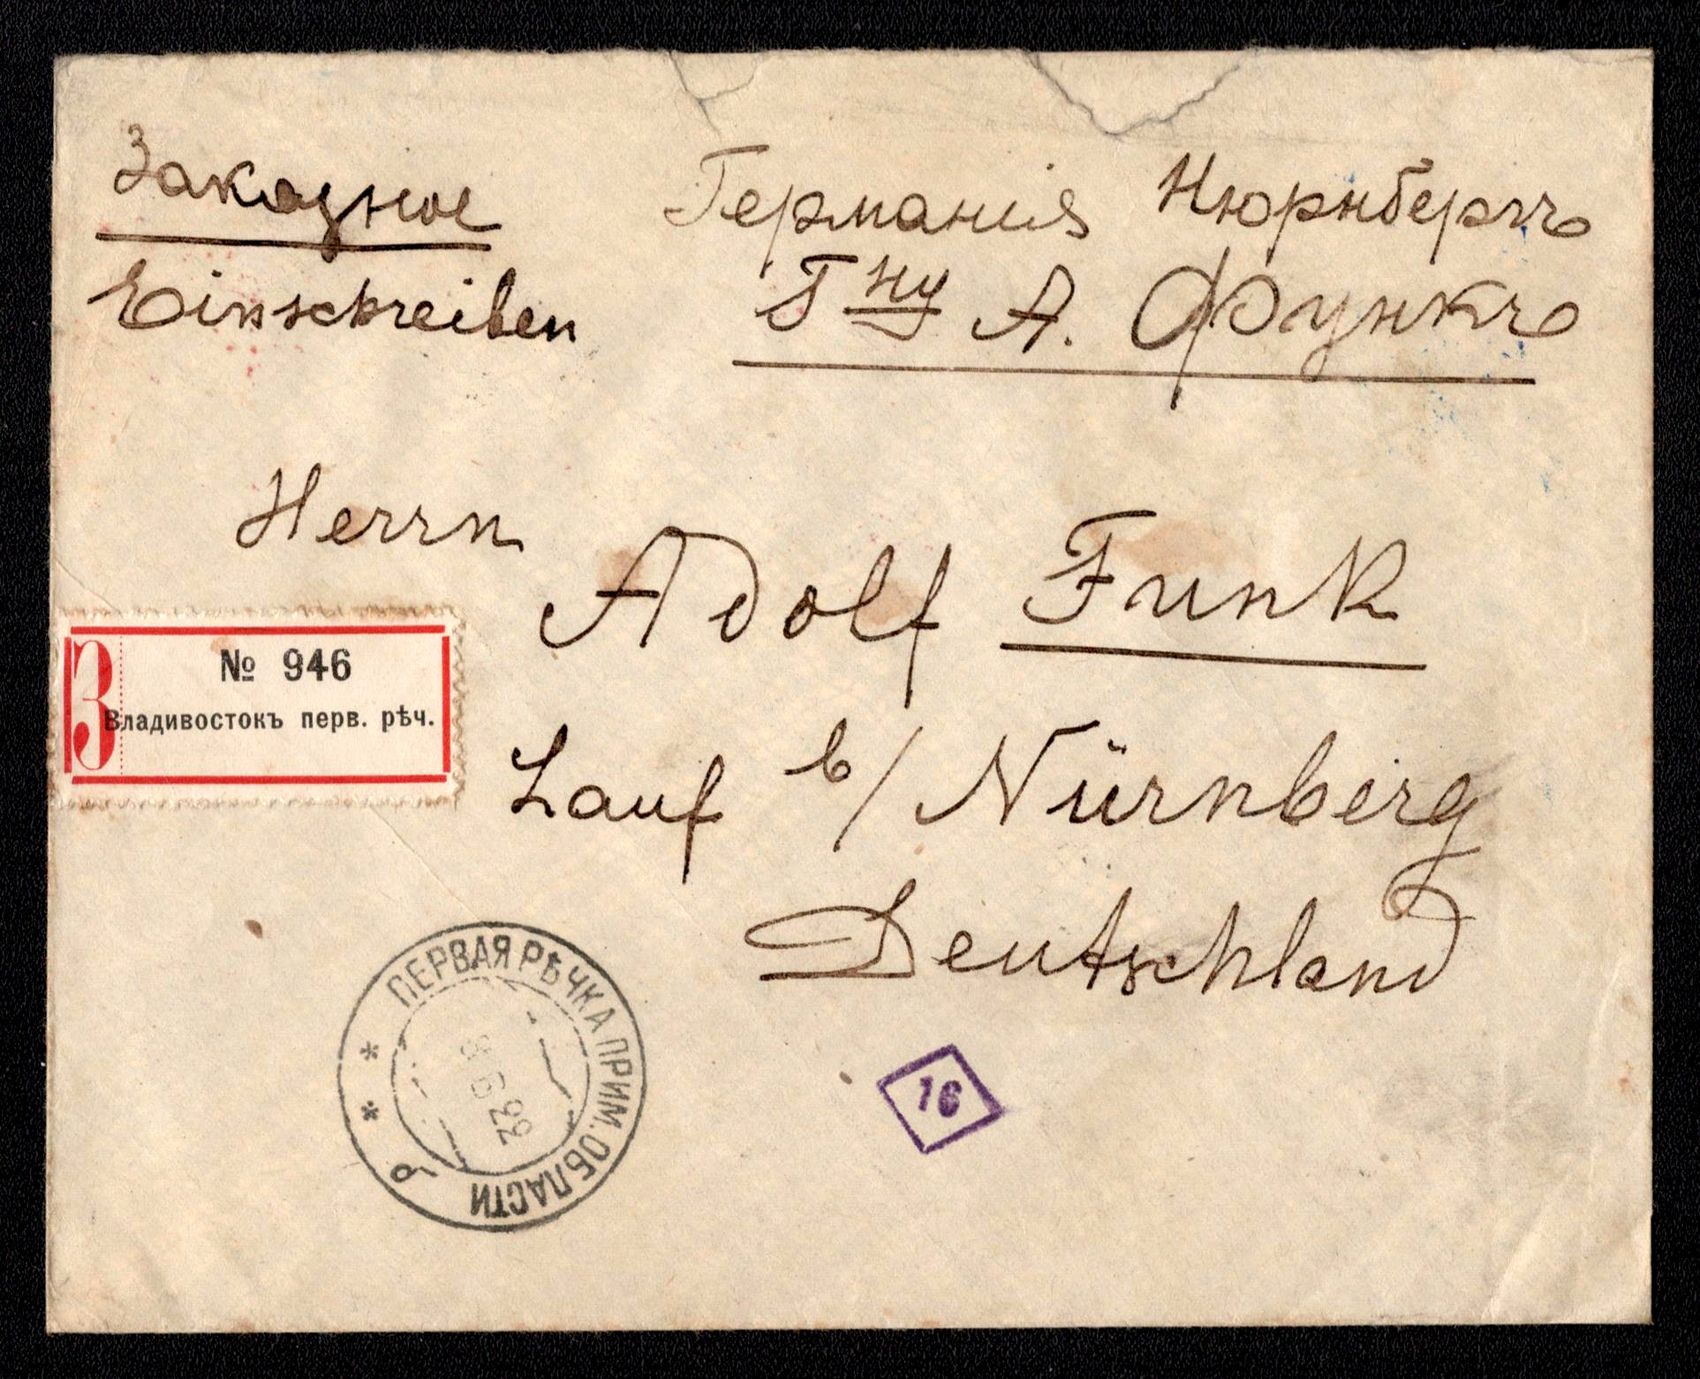 Заказное
Einschreiben
Германія Нюрнбергъ
Г ну А. Функъ
Herrn
Adolf Funk
Lauf b/ Nürnberg
Deutschland
З
№ 946
Владивостокъ перв. рѣч.
ПЕРВАЯ РѢЧКА ПРИМ. ОБЛАСТИ
16